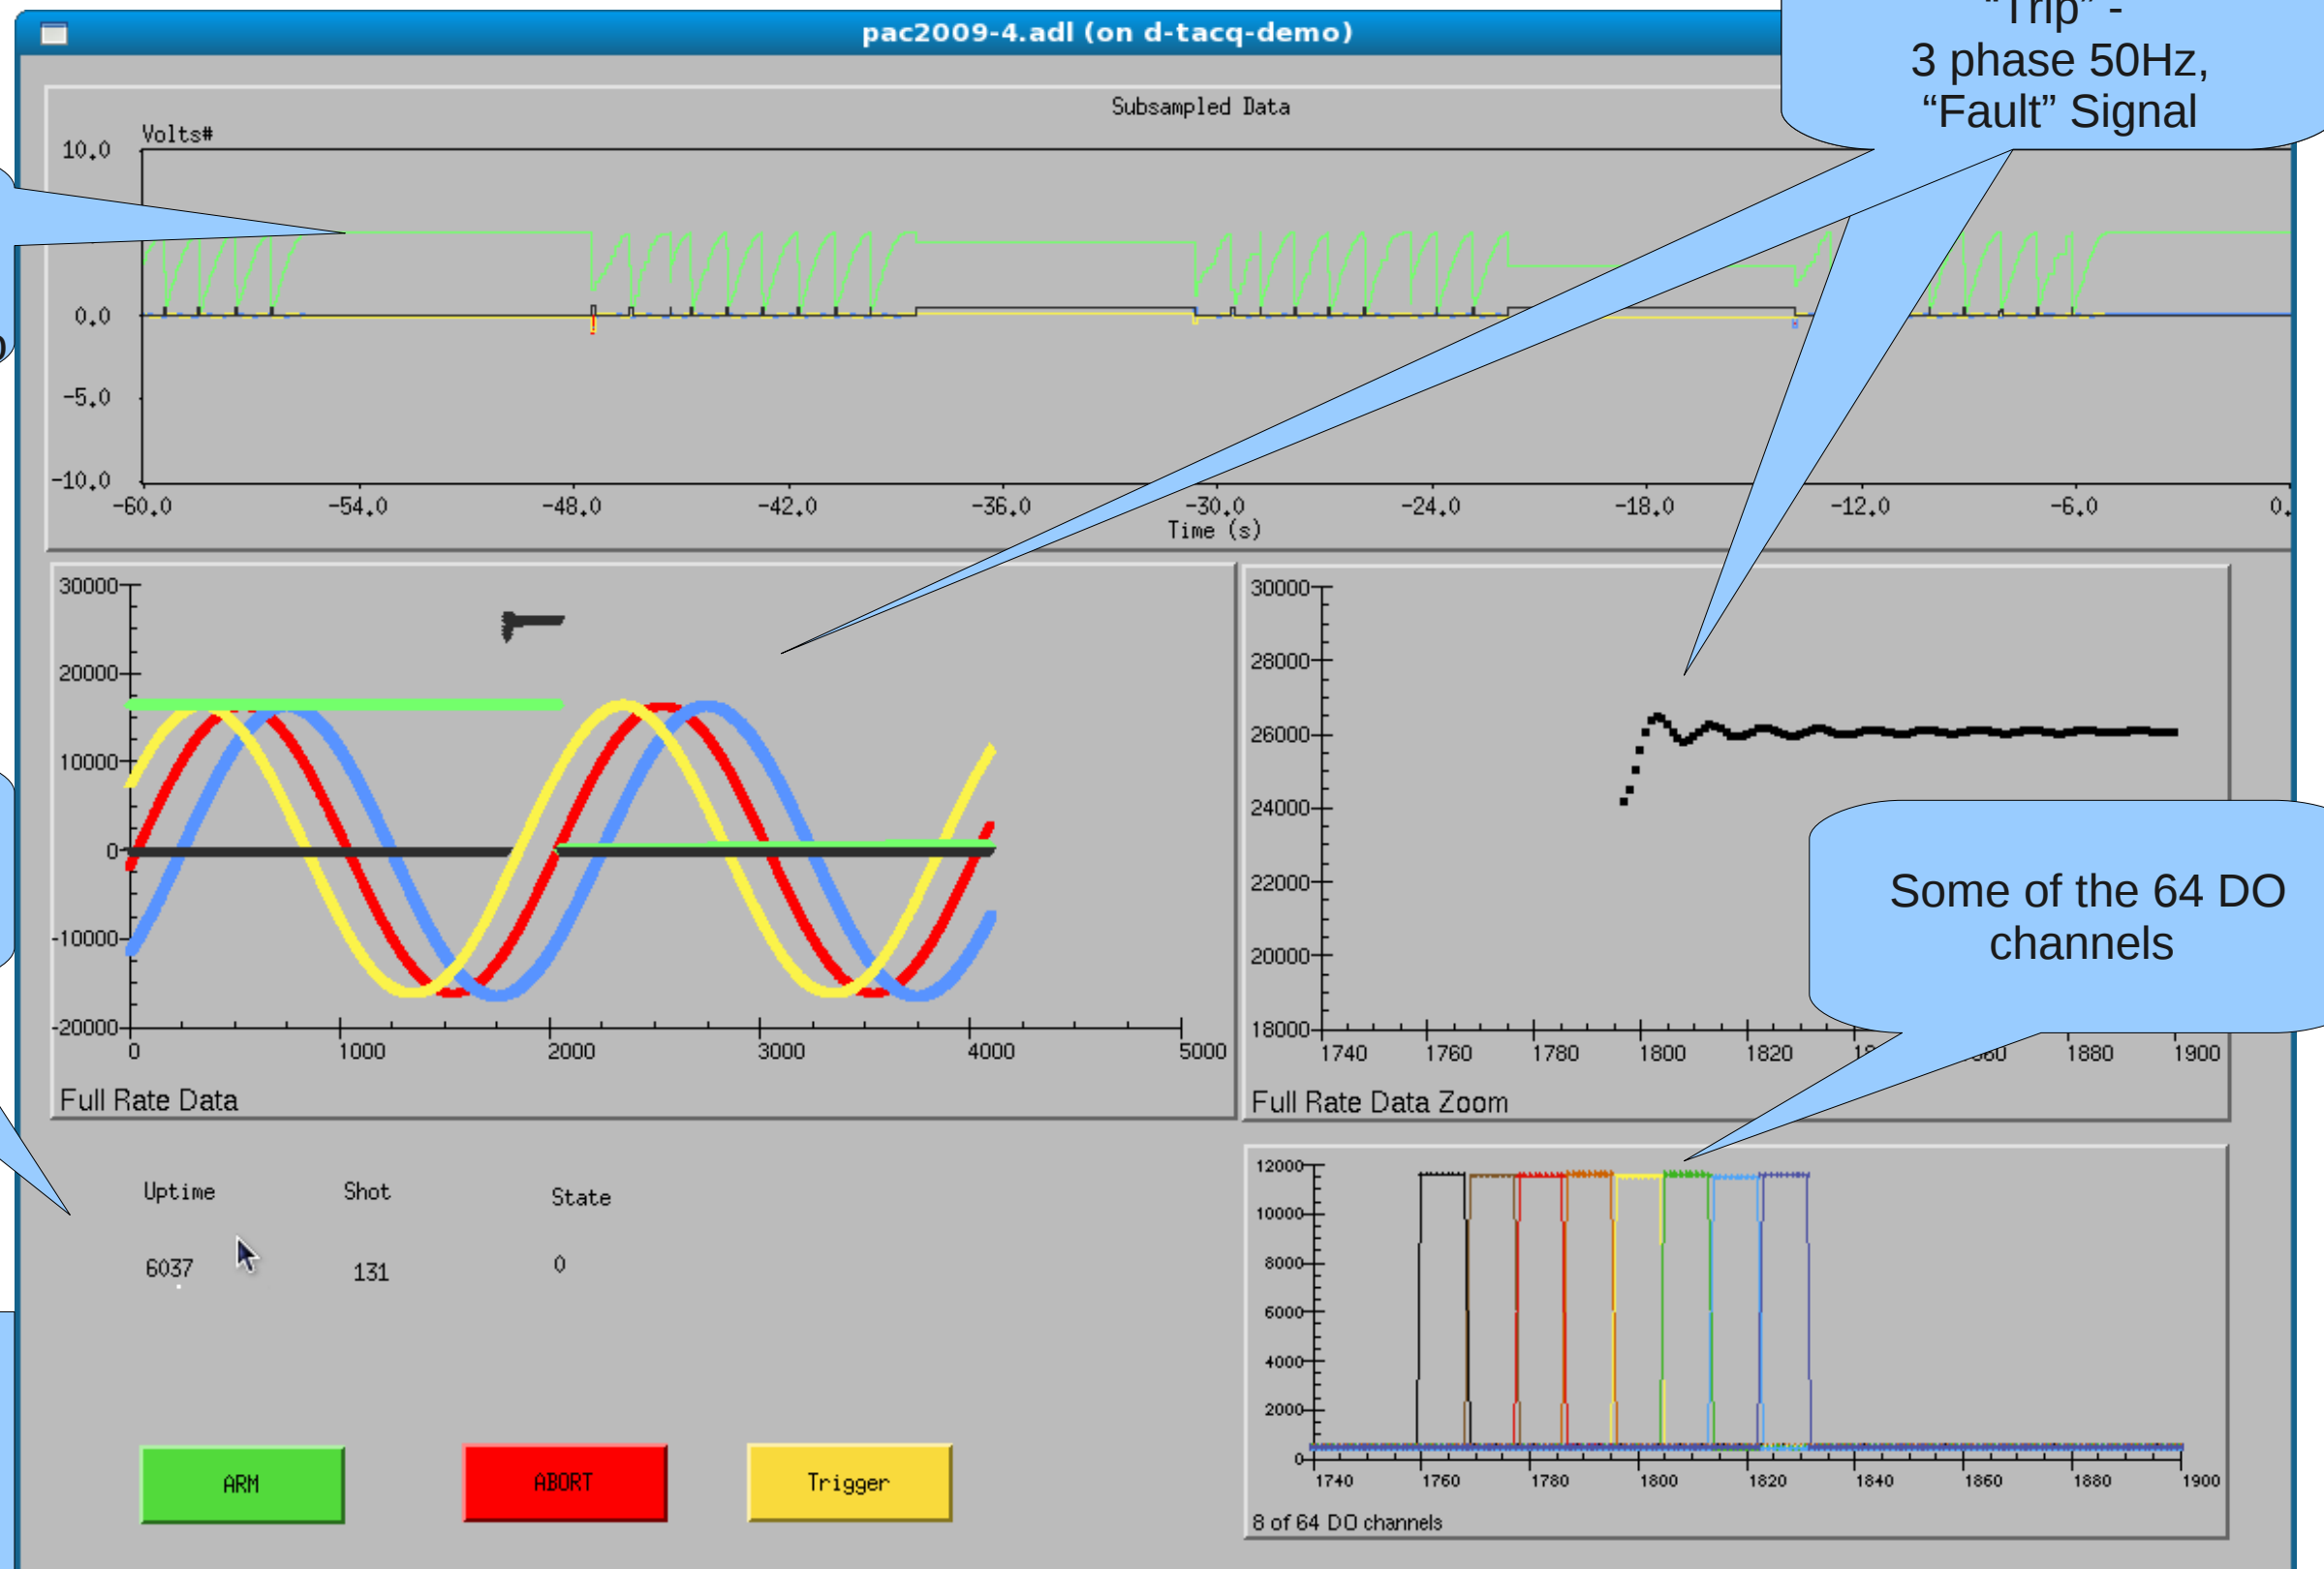 pac2009-4.adl (on d-tacq-demo)
“Trip” -
3 phase 50Hz,
“Fault” Signal
Subsampled Data
Volts#
10.0
0.0
-5.0
-10.0
-60.0 -54.0 -48.0 -42.0 -36.0 -30.0 -24.0 -18.0 -12.0 -6.0 0.
Time (s)
30000
20000
10000
0
-10000
-20000
0 1000 2000 3000 4000 5000
Full Rate Data
30000
28000
26000
24000
22000
20000
18000
1740 1760 1780 1800 1820 1880 1900
Full Rate Data Zoom
Some of the 64 DO
channels
Uptime Shot State
6037 131 0
ARM ABORT Trigger
12000
10000
8000
6000
4000
2000
0
1740 1760 1780 1800 1820 1840 1860 1880 1900
8 of 64 DO channels